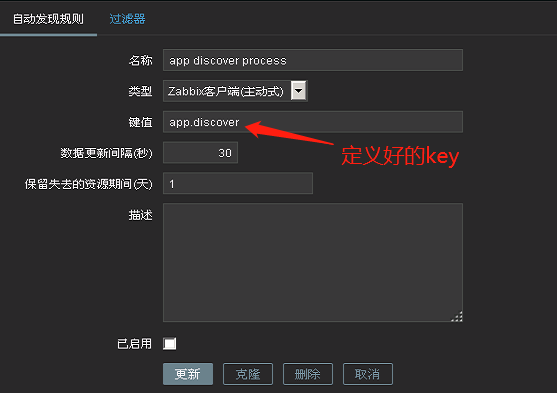 自动发现规则 过滤器
名称 app discover process
类型 Zabbix客户端(主动式)
键值 app.discover
定义好的key
数据更新间隔(秒) 30
保留失去的资源期间(天) 1
描述
已启用
更新 克隆 删除 取消